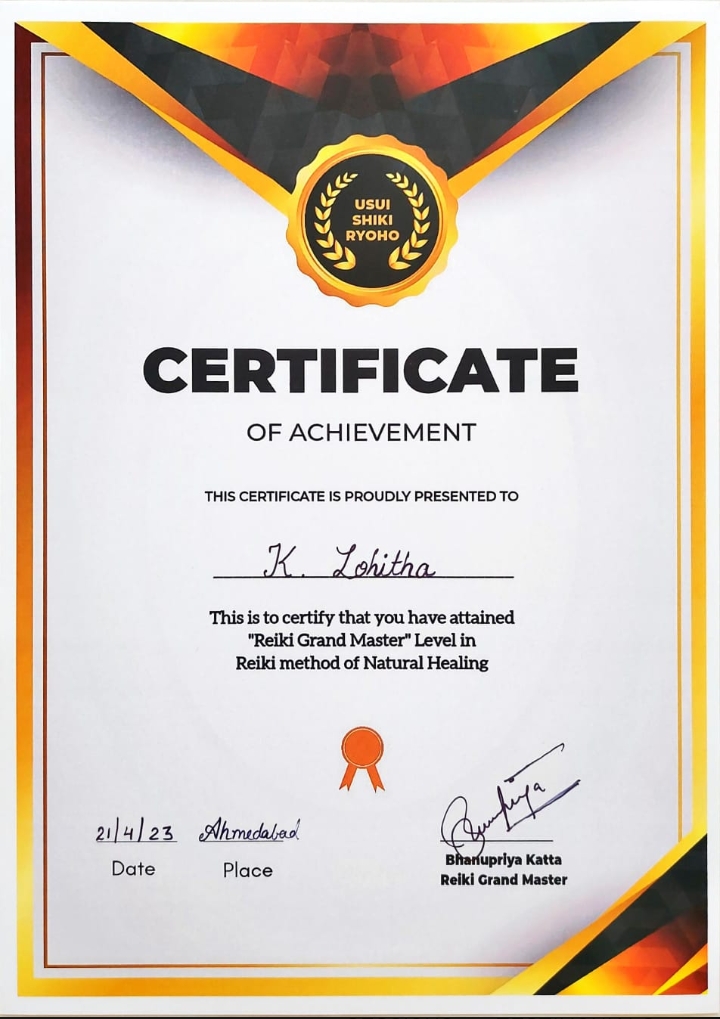 USUI
SHIKI
RYOHO
CERTIFICATE
OF ACHIEVEMENT
THIS CERTIFICATE IS PROUDLY PRESENTED TO
K. Lohitha
This is to certify that you have attained
"Reiki Grand Master" Level in
Reiki method of Natural Healing
21/4/23 Ahmedabad
Date Place
Bhanupriya
Bhanupriya Katta
Reiki Grand Master